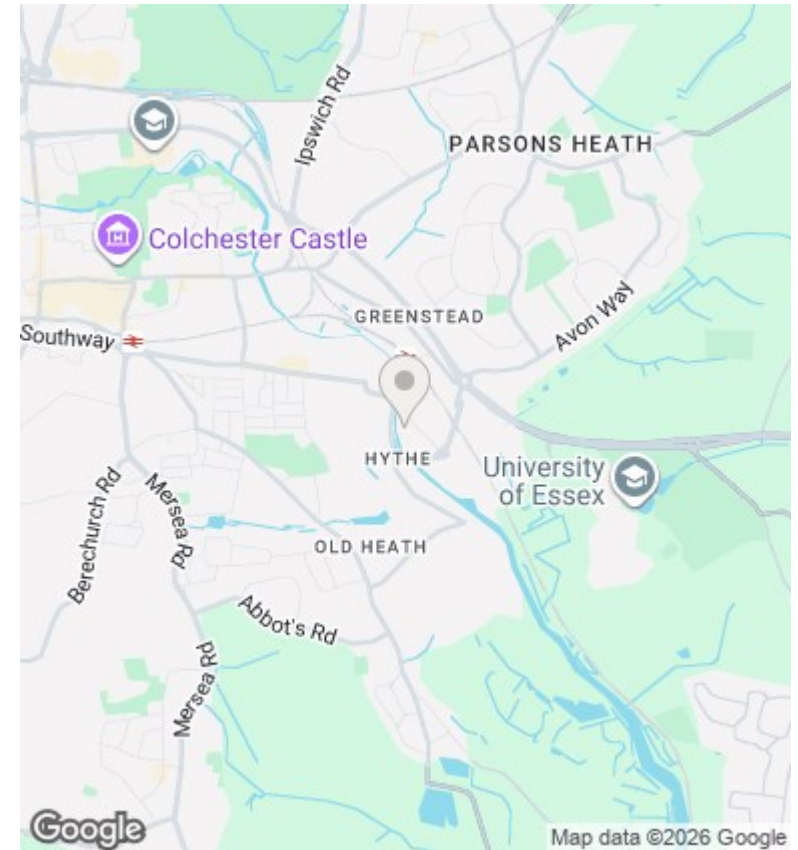 Ipswich Rd
PARSONS HEATH
Colchester Castle
GREENSTEAD
Avon Way
Southway
HYTHE
University
of Essex
Berechurch Rd
Mersea Rd
OLD HEATH
Abbot's Rd
Mersea Rd
Google
Map data ©2026 Google